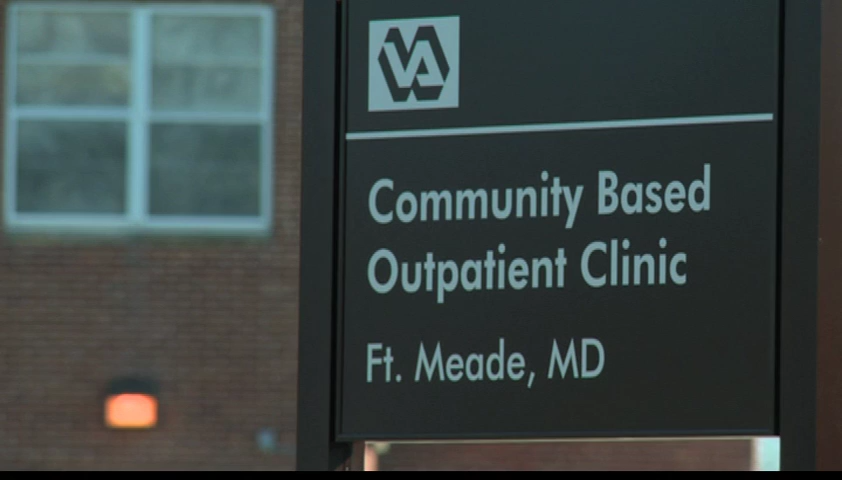 VA
Community Based
Outpatient Clinic
Ft. Meade, MD